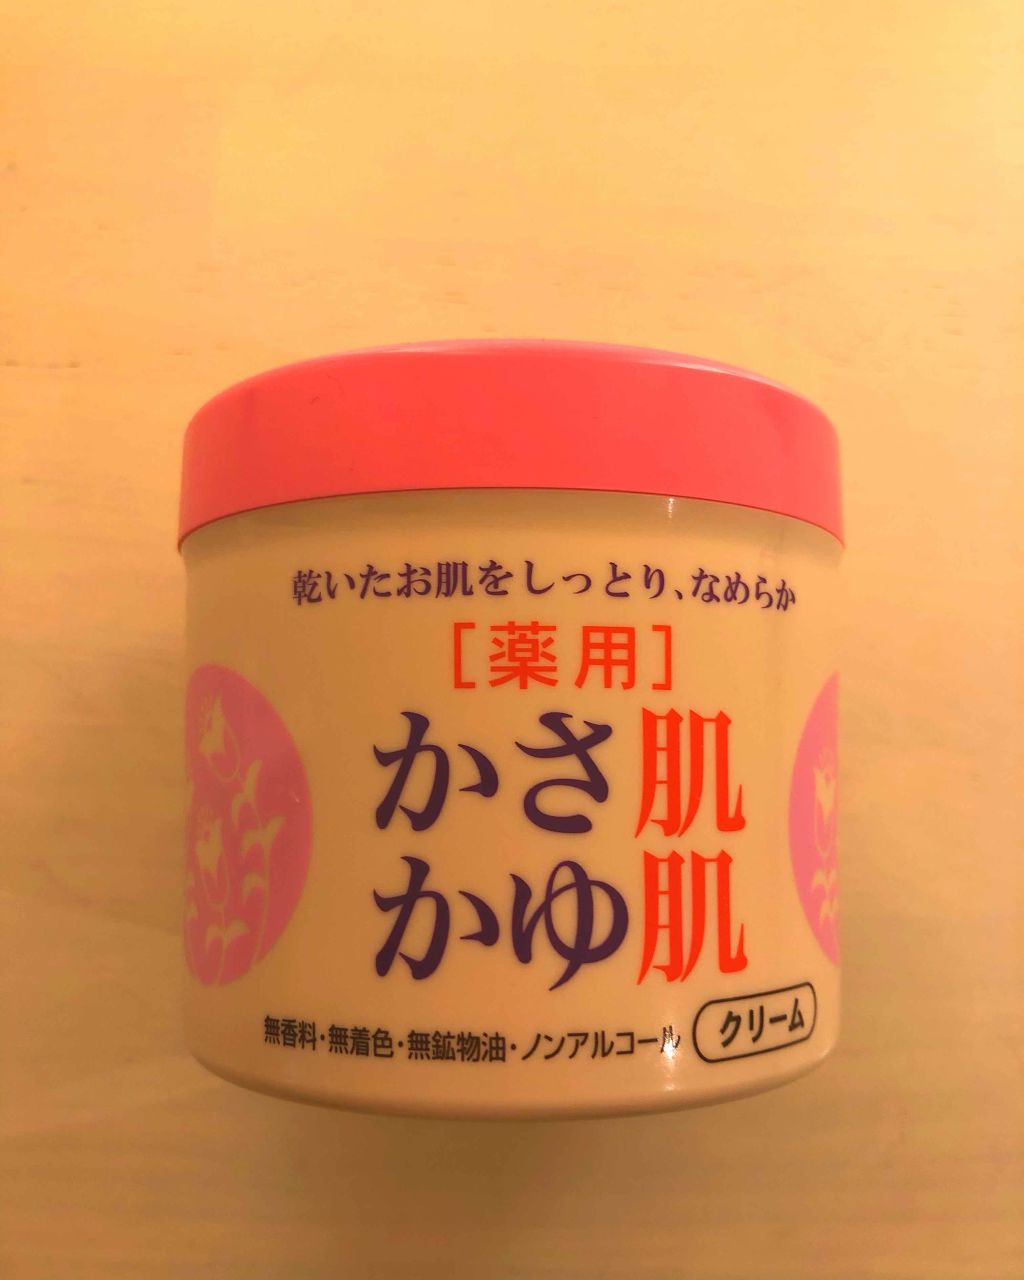 乾いたお肌をしっとり、なめらか
[薬用]
かさ肌
かゆ肌
無香料・無着色・無鉱物油・ノンアルコール
クリーム